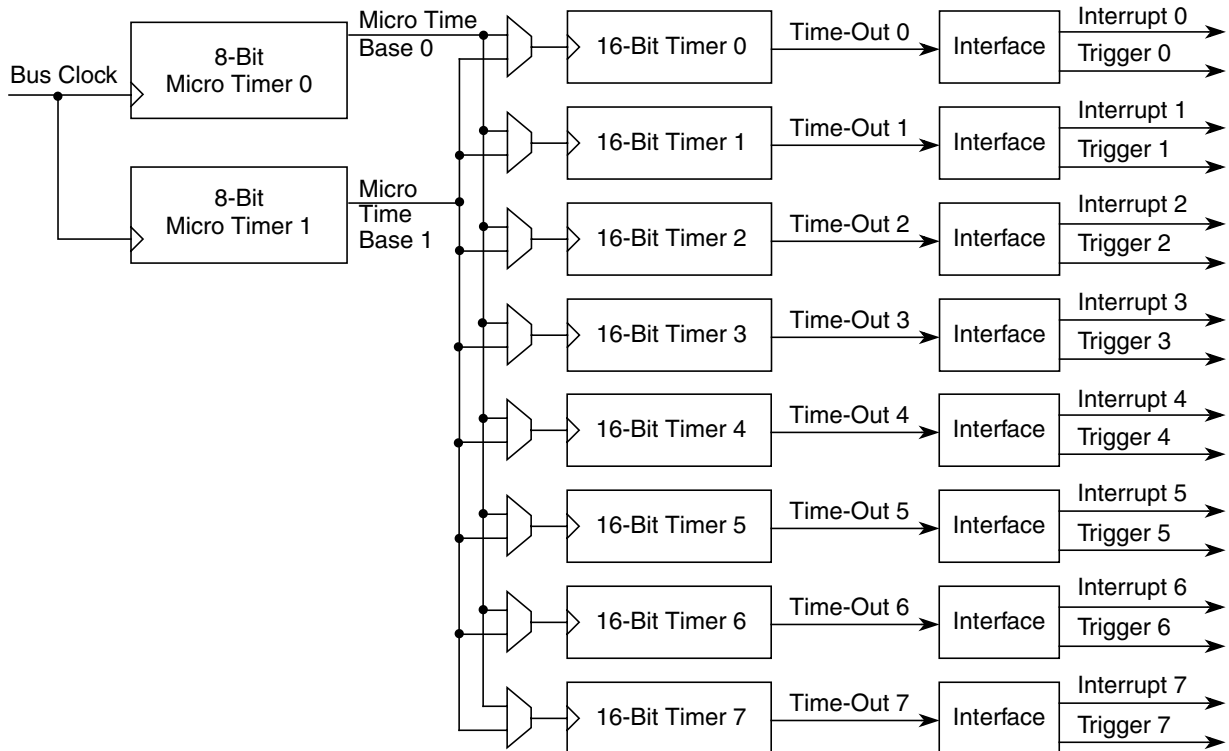 Bus Clock
8-Bit
Micro Timer 0
8-Bit
Micro Timer 1
Micro Time
Base 0
Micro
Time
Base 1
16-Bit Timer 0
Time-Out 0
Interface
Interrupt 0
Trigger 0
16-Bit Timer 1
Time-Out 1
Interface
Interrupt 1
Trigger 1
16-Bit Timer 2
Time-Out 2
Interface
Interrupt 2
Trigger 2
16-Bit Timer 3
Time-Out 3
Interface
Interrupt 3
Trigger 3
16-Bit Timer 4
Time-Out 4
Interface
Interrupt 4
Trigger 4
16-Bit Timer 5
Time-Out 5
Interface
Interrupt 5
Trigger 5
16-Bit Timer 6
Time-Out 6
Interface
Interrupt 6
Trigger 6
16-Bit Timer 7
Time-Out 7
Interface
Interrupt 7
Trigger 7